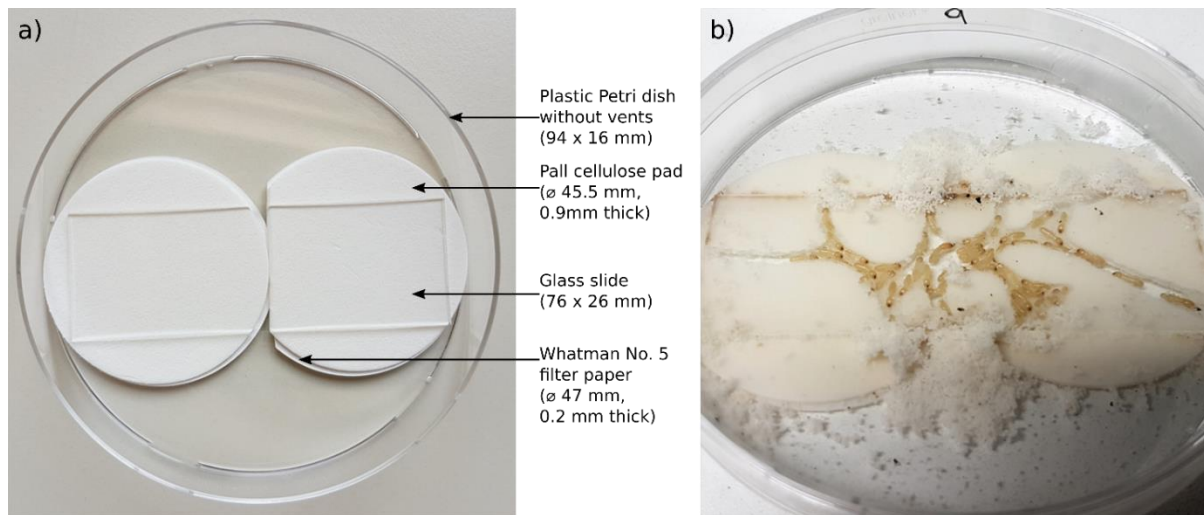 a)
Plastic Petri dish
without vents
(94 x 16 mm)
Pall cellulose pad
(ø 45.5 mm,
0.9mm thick)
Glass slide
(76 x 26 mm)
Whatman No. 5
filter paper
(ø 47 mm,
0.2 mm thick)
b)
9